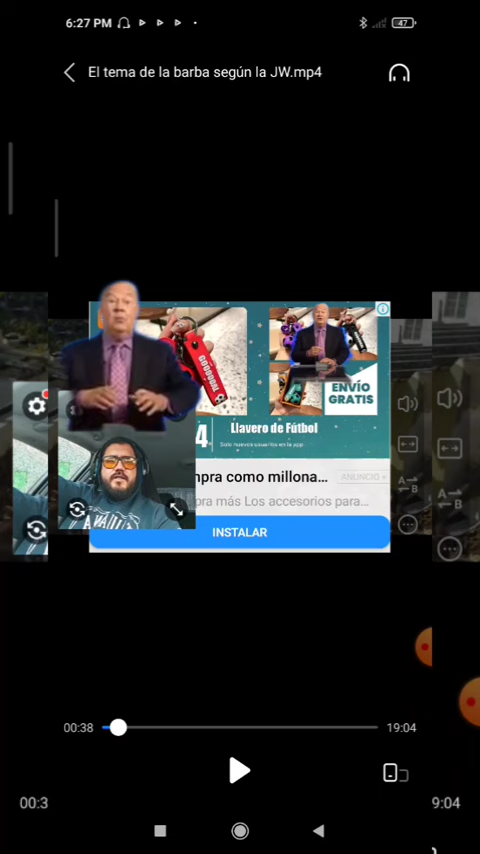 6:27 PM
47
El tema de la barba según la JW.mp4
GOOOOOL
ENVÍO
GRATIS
4
Llavero de Fútbol
Solo nuevos usuarios en la app
mpra como millona...
ANUNCIO
pra más Los accesorios para...
INSTALAR
A
B
A
B
00:38
19:04
00:3
9:04